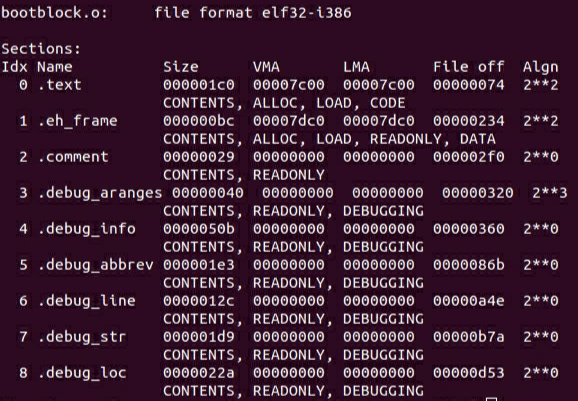 bootblock.o:     file format elf32-i386
Sections:
Idx Name          Size      VMA       LMA       File off  Algn
  0 .text         000001c0  00007c00  00007c00  00000074  2**2
                  CONTENTS, ALLOC, LOAD, CODE
  1 .eh_frame     000000bc  00007dc0  00007dc0  00000234  2**2
                  CONTENTS, ALLOC, LOAD, READONLY, DATA
  2 .comment      00000029  00000000  00000000  000002f0  2**0
                  CONTENTS, READONLY
  3 .debug_aranges 00000040  00000000  00000000  00000320  2**3
                  CONTENTS, READONLY, DEBUGGING
  4 .debug_info   0000050b  00000000  00000000  00000360  2**0
                  CONTENTS, READONLY, DEBUGGING
  5 .debug_abbrev 000001e3  00000000  00000000  0000086b  2**0
                  CONTENTS, READONLY, DEBUGGING
  6 .debug_line   0000012c  00000000  00000000  00000a4e  2**0
                  CONTENTS, READONLY, DEBUGGING
  7 .debug_str    000001d9  00000000  00000000  00000b7a  2**0
                  CONTENTS, READONLY, DEBUGGING
  8 .debug_loc    0000022a  00000000  00000000  00000d53  2**0
                  CONTENTS, READONLY, DEBUGGING